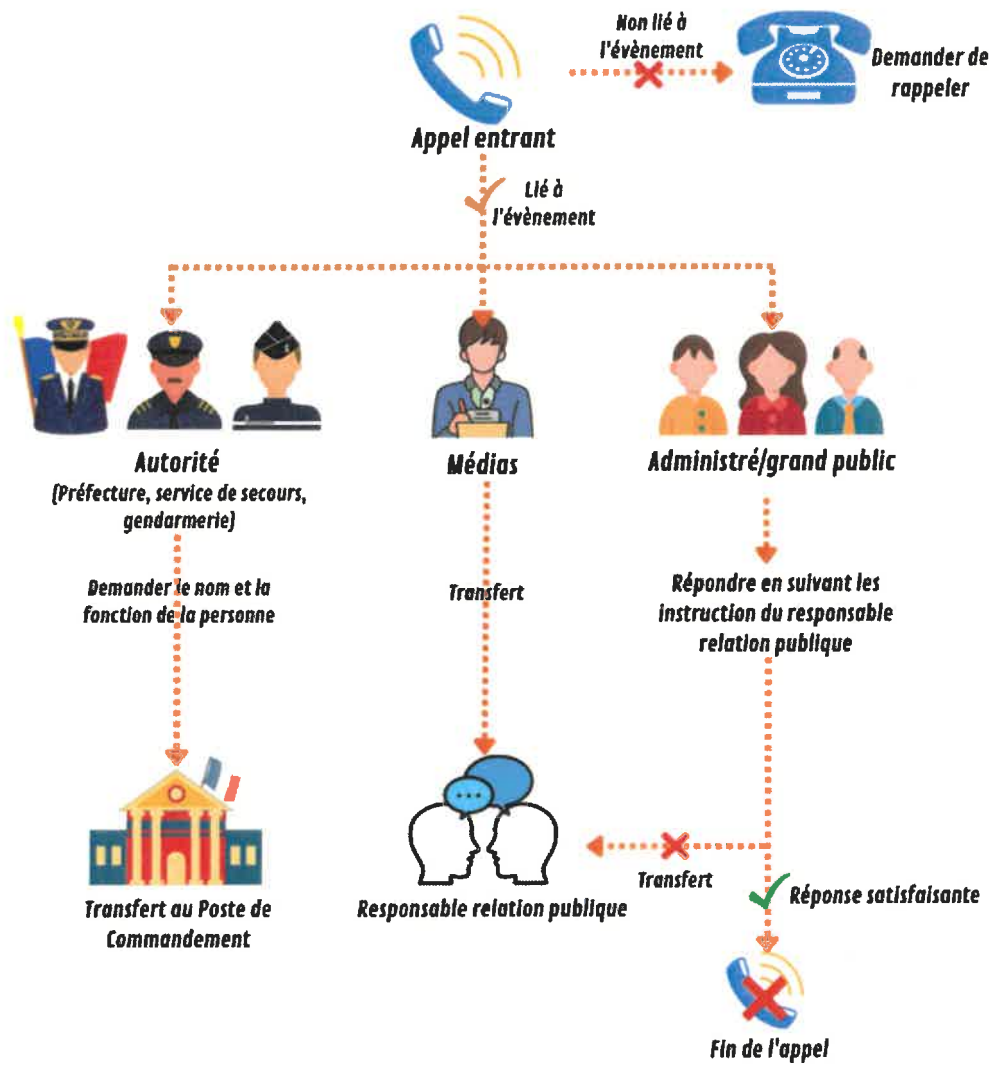 Non lié à
l'évènement
Demander de
rappeler
Appel entrant
Lié à
l'évènement
Autorité
(Préfecture, service de secours,
gendarmerie)
Médias
Administré/grand public
Demander le nom et la
fonction de la personne
Transfert
Répondre en suivant les
instruction du responsable
relation publique
Transfert au Poste de
Commandement
Responsable relation publique
Transfert
Réponse satisfaisante
Fin de l'appel